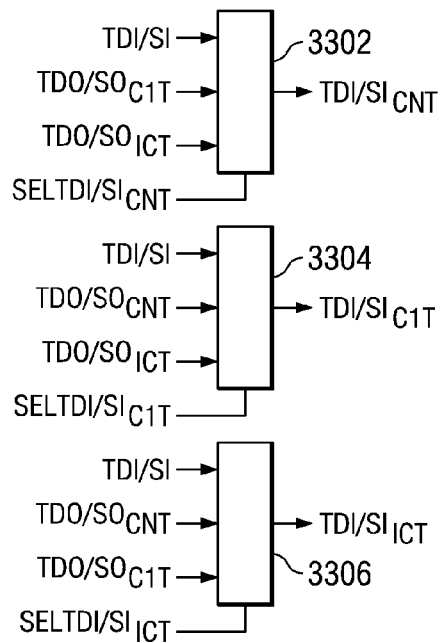 TDI/SI
3302
TDO/SOC1T
TDI/SICNT
TDO/SOICT
SELTDI/SICNT
TDI/SI
3304
TDO/SOCNT
TDI/SIC1T
TDO/SOICT
SELTDI/SIC1T
TDI/SI
TDO/SOCNT
TDI/SIICT
TDO/SOC1T
3306
SELTDI/SIICT